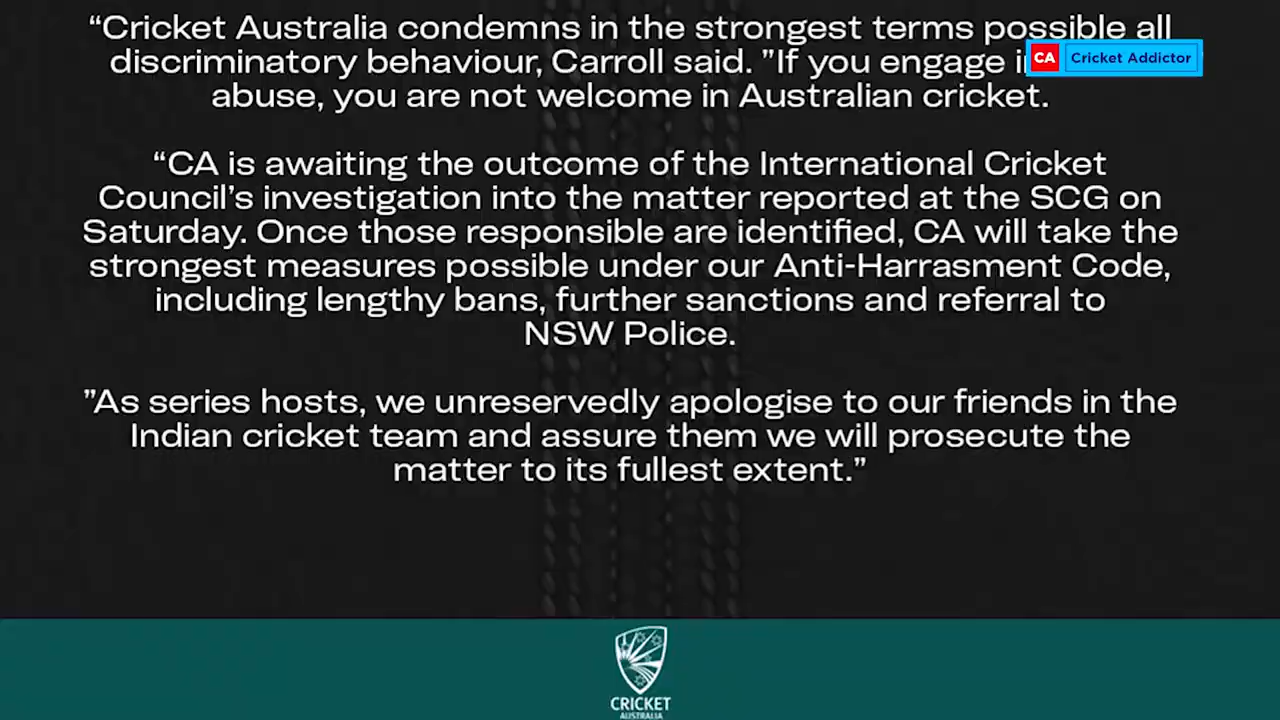 “Cricket Australia condemns in the strongest terms possible all
discriminatory behaviour, Carroll said. ”If you engage
abuse, you are not welcome in Australian cricket.
“CA is awaiting the outcome of the International Cricket
Council’s investigation into the matter reported at the SCG on
Saturday. Once those responsible are identified, CA will take the
strongest measures possible under our Anti-Harrasment Code,
including lengthy bans, further sanctions and referral to
NSW Police.
”As series hosts, we unreservedly apologise to our friends in the
Indian cricket team and assure them we will prosecute the
matter to its fullest extent.”
CA Cricket Addictor
CRICKET
AUSTRALIA